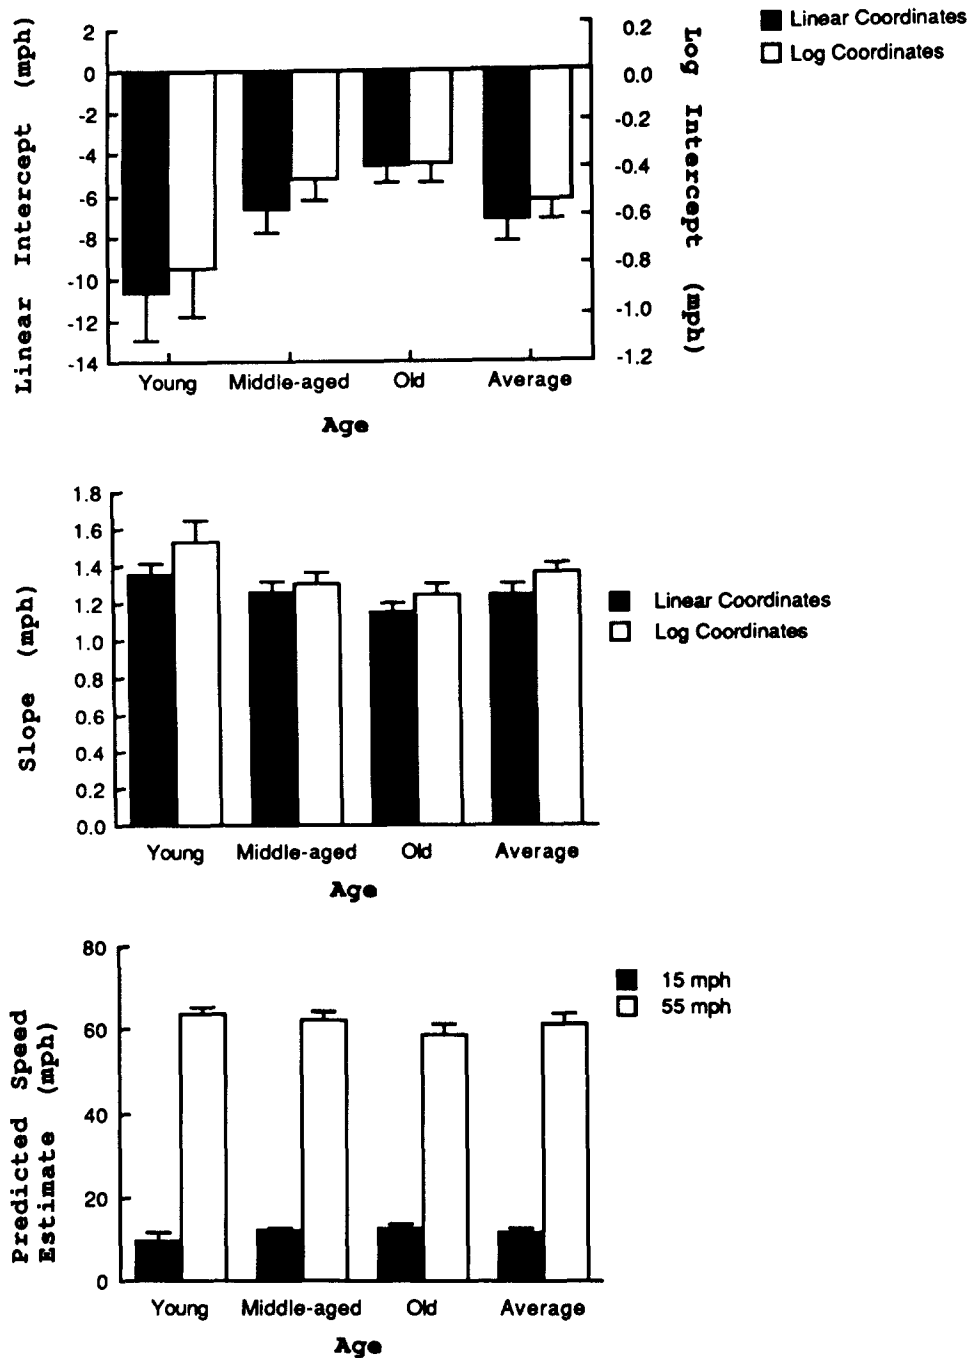 Linear Coordinates
Log Coordinates
Linear Intercept (mph)
2
0
-2
-4
-6
-8
-10
-12
-14
0.2
0.0
-0.2
-0.4
-0.6
-0.8
-1.0
-1.2
Log Intercept (mph)
Young Middle-aged Old Average
Age
Slope (mph)
1.8
1.6
1.4
1.2
1.0
0.8
0.6
0.4
0.2
0.0
Linear Coordinates
Log Coordinates
Young Middle-aged Old Average
Age
Predicted Speed
Estimate (mph)
80
60
40
20
0
15 mph
55 mph
Young Middle-aged Old Average
Age